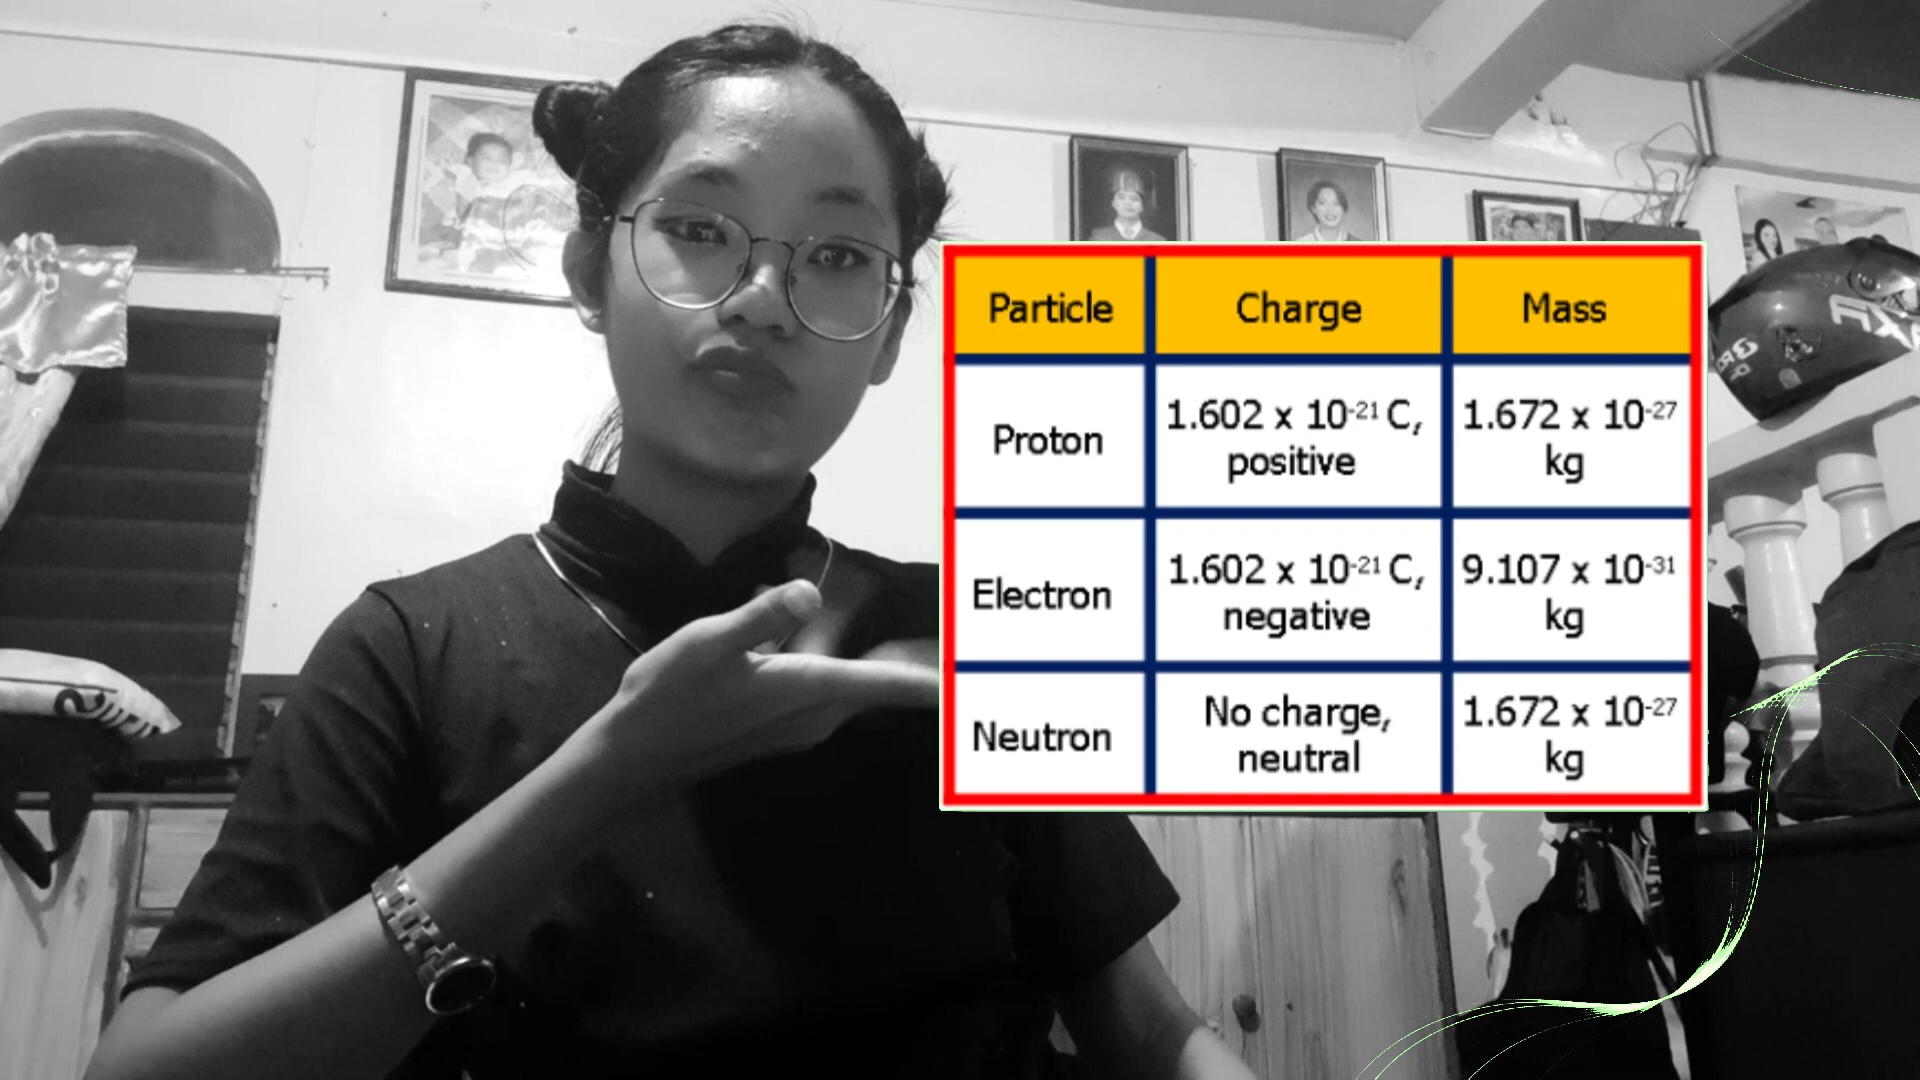 Particle Charge Mass
Proton 1.602 x 10⁻²¹ C, positive 1.672 x 10⁻²⁷ kg
Electron 1.602 x 10⁻²¹ C, negative 9.107 x 10⁻³¹ kg
Neutron No charge, neutral 1.672 x 10⁻²⁷ kg